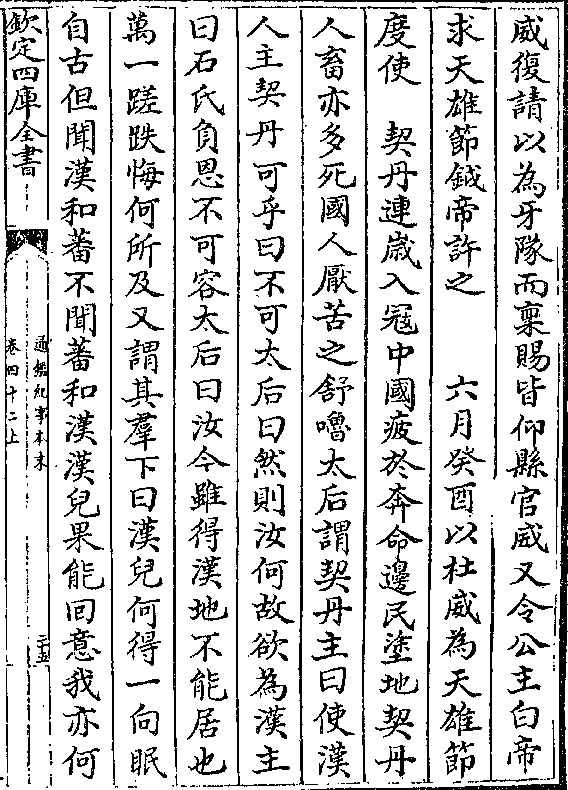 威復請以為牙隊而稟賜皆仰縣官威又令公主白帝
求天雄節鉞帝許之　六月癸酉以杜威為天雄節
度使　契丹連歲入冦中國疲於奔命邊民塗地契丹
人畜亦多死國人厭苦之舒嚕太后謂契丹主曰使漢
人主契丹可乎曰不可太后曰然則汝何故欲為漢主
曰石氏負恩不可容太后曰汝今雖得漢地不能居也
萬一蹉跌悔何所及又謂其羣下曰漢兒何得一向眠
自古但聞漢和蕃不聞蕃和漢漢兒果能回意我亦何
欽定四庫全書
通鑑紀事本末
卷四十二上
二十五